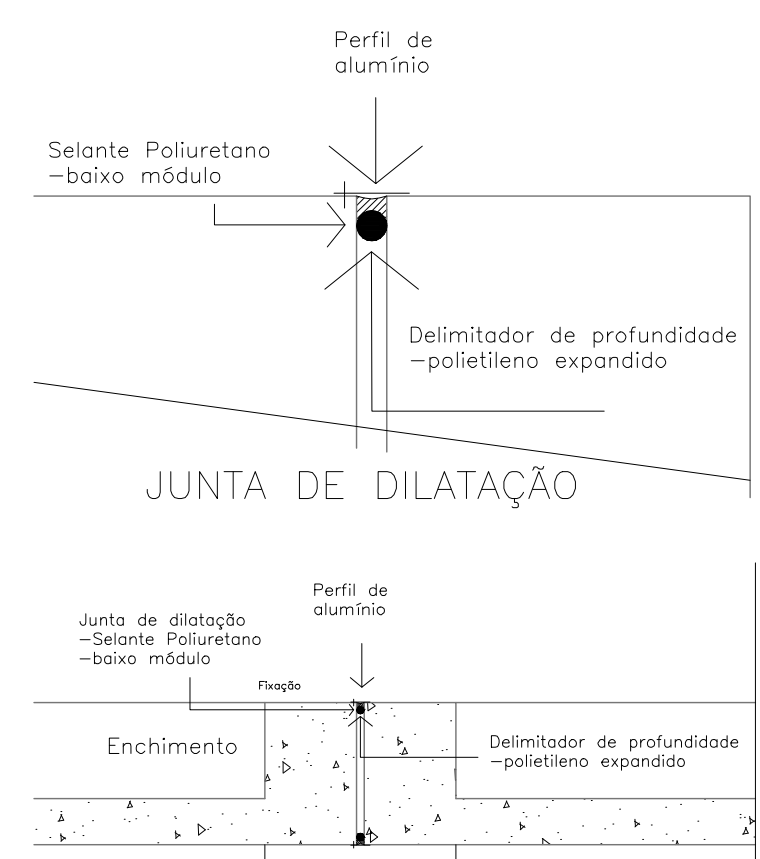 Perfil de
alumínio
Selante Poliuretano
-baixo módulo
Delimitador de profundidade
-polietileno expandido
JUNTA DE DILATAÇÃO
Perfil de
alumínio
Junta de dilatação
-Selante Poliuretano
-baixo módulo
Fixação
Enchimento
Delimitador de profundidade
-polietileno expandido